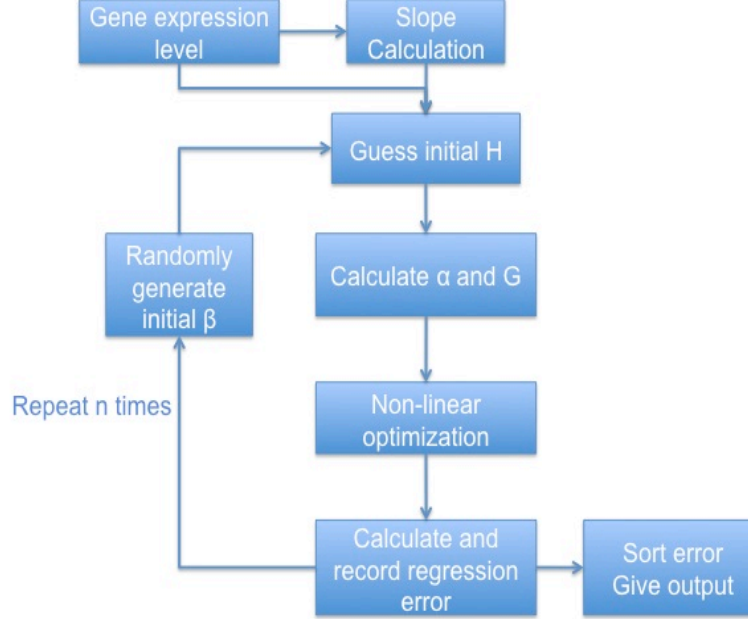 Gene expression
level
Slope
Calculation
Guess initial H
Randomly
generate
initial β
Calculate α and G
Repeat n times
Non-linear
optimization
Calculate and
record regression
error
Sort error
Give output